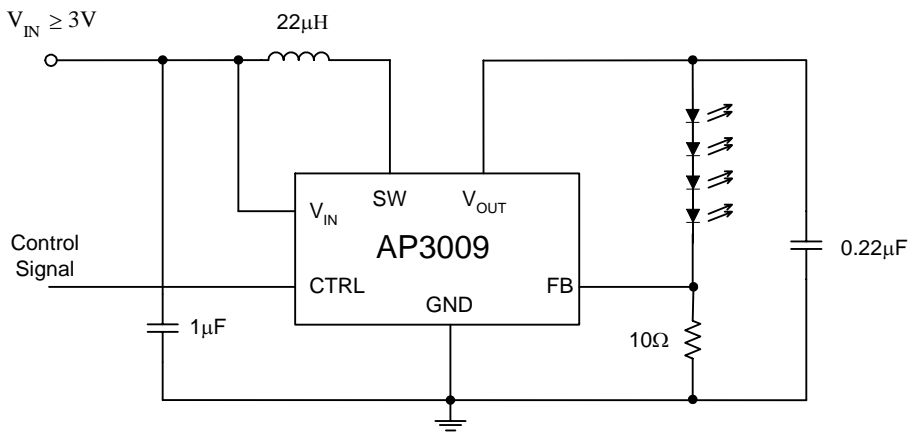 V_IN ≥ 3V
22μH
SW
V_OUT
V_IN
AP3009
Control
Signal
CTRL
FB
0.22μF
GND
1μF
10Ω